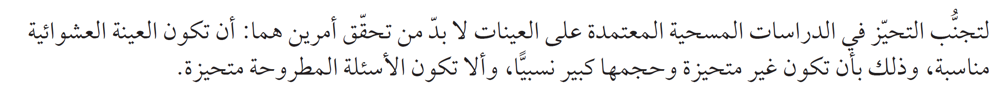 لتجنُّب التحيّز في الدراسات المسحية المعتمدة على العينات لا بدّ من تحقّق أمرين هما: أن تكون العينة العشوائية
مناسبة، وذلك بأن تكون غير متحيزة وحجمها كبير نسبيًّا، وألا تكون الأسئلة المطروحة متحيزة.